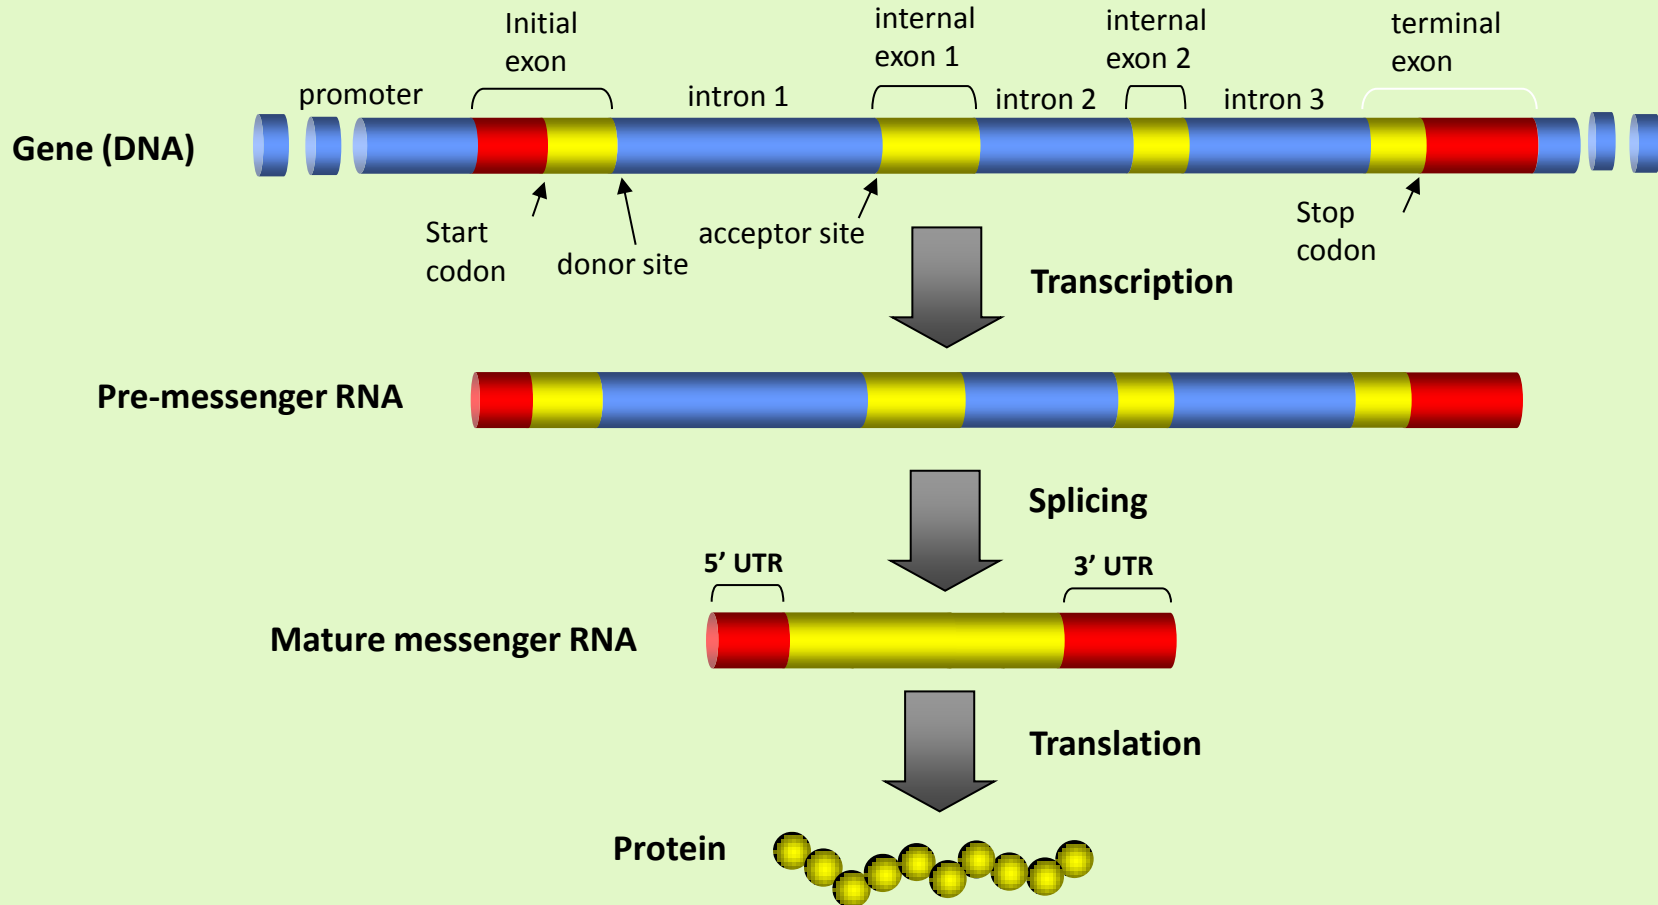 Initial
exon
internal
exon 1
internal
exon 2
terminal
exon
promoter
intron 1
intron 2
intron 3
Gene (DNA)
Start
codon
donor site
acceptor site
Stop
codon
Transcription
Pre-messenger RNA
Splicing
5’ UTR
3’ UTR
Mature messenger RNA
Translation
Protein